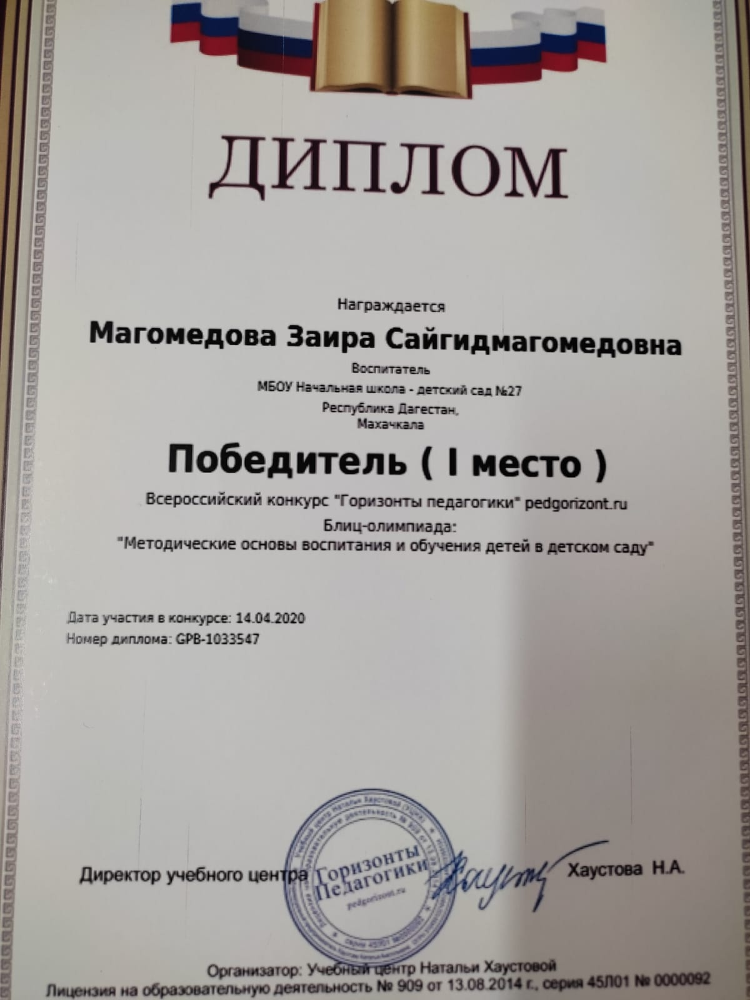 ДИПЛОМ
Награждается
Магомедова Заира Сайгидмагомедовна
Воспитатель
МБОУ Начальная школа - детский сад №27
Республика Дагестан,
Махачкала
Победитель ( I место )
Всероссийский конкурс "Горизонты педагогики" pedgorizont.ru
Блиц-олимпиада:
"Методические основы воспитания и обучения детей в детском саду"
Дата участия в конкурсе: 14.04.2020
Номер диплома: GPB-1033547
Директор учебного центра
Горизонты
Педагогики
pedgorizont.ru
Хаустова Н.А.
Организатор: Учебный центр Натальи Хаустовой
Лицензия на образовательную деятельность № 909 от 13.08.2014 г., серия 45Л01 № 0000092